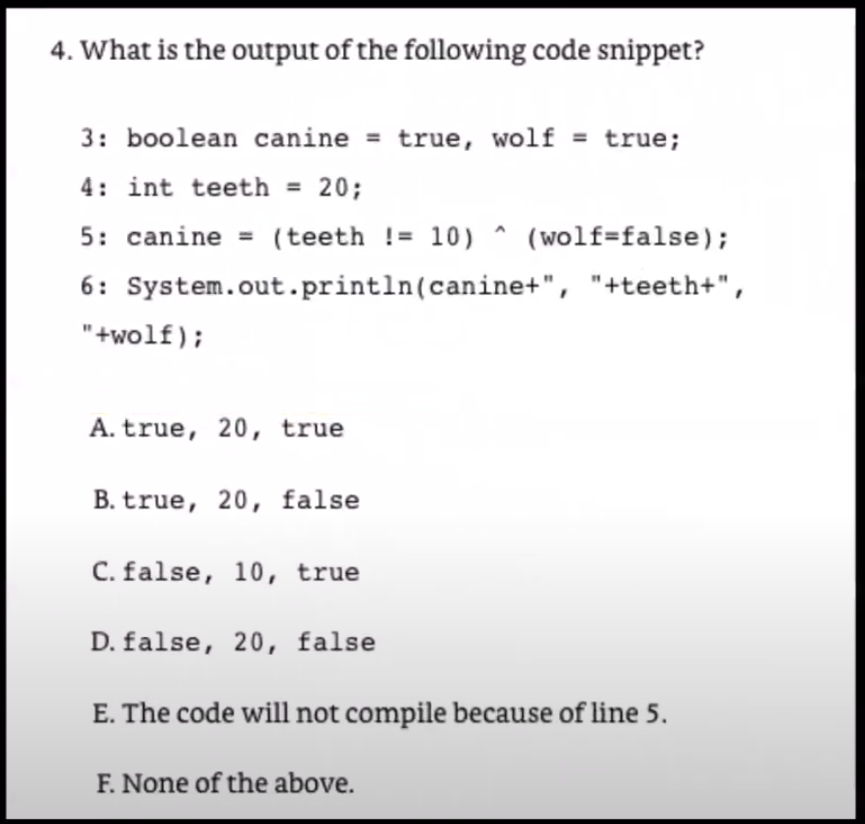 4. What is the output of the following code snippet?
3: boolean canine = true, wolf = true;
4: int teeth = 20;
5: canine = (teeth != 10) ^ (wolf=false);
6: System.out.println(canine+", "+teeth+",
"+wolf);
A. true, 20, true
B. true, 20, false
C. false, 10, true
D. false, 20, false
E. The code will not compile because of line 5.
F. None of the above.